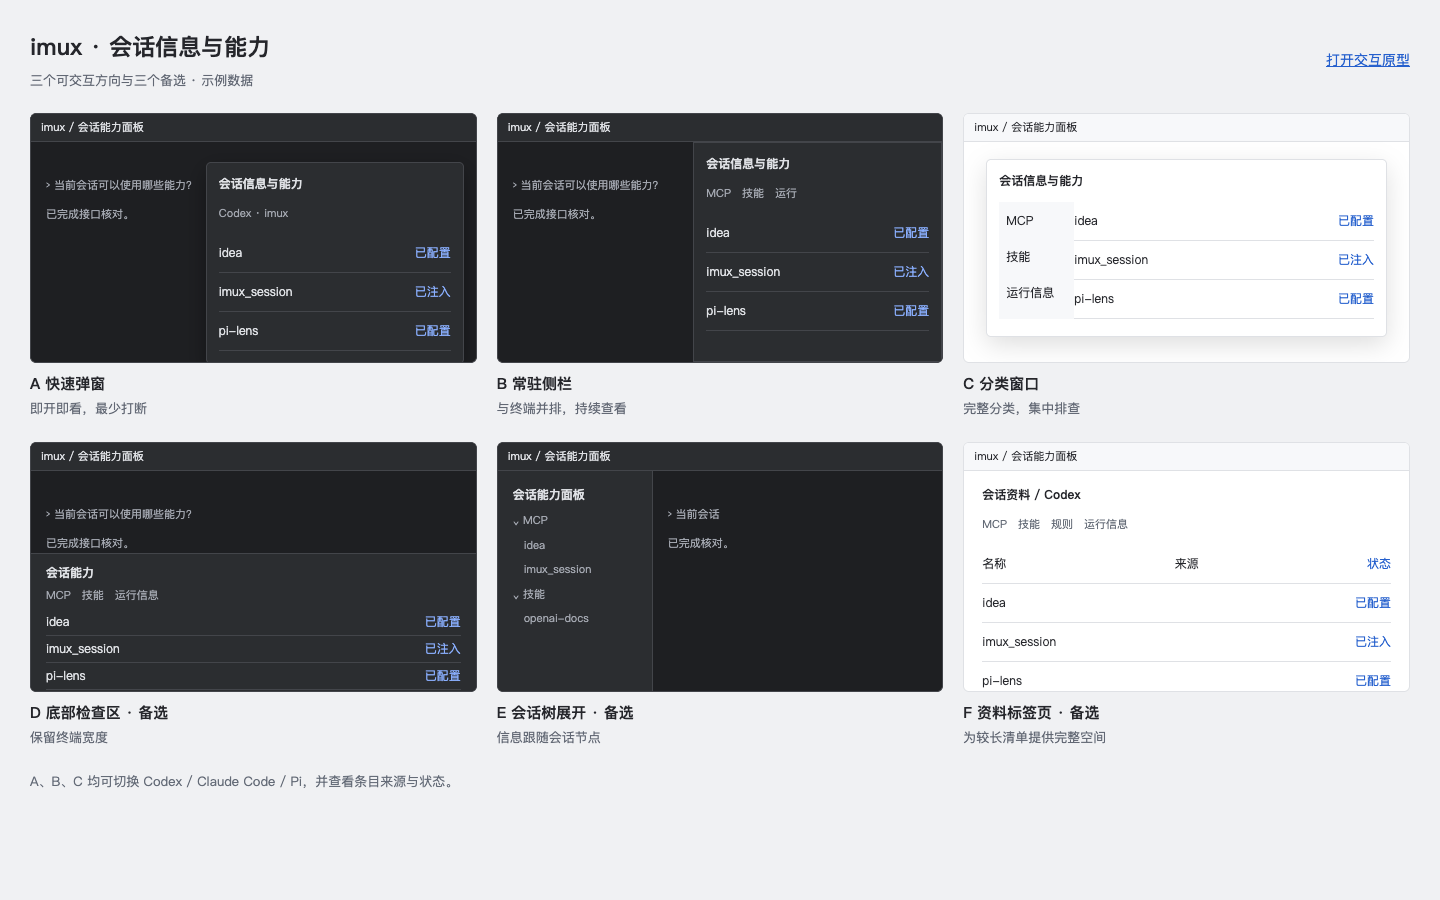 imux · 会话信息与能力
三个可交互方向与三个备选 · 示例数据
打开交互原型
imux / 会话能力面板
› 当前会话可以使用哪些能力?
已完成接口核对。
会话信息与能力
Codex · imux
idea 已配置
imux_session 已注入
pi-lens 已配置
A 快速弹窗
即开即看，最少打断
imux / 会话能力面板
› 当前会话可以使用哪些能力?
已完成接口核对。
会话信息与能力
MCP 技能 运行
idea 已配置
imux_session 已注入
pi-lens 已配置
B 常驻侧栏
与终端并排，持续查看
imux / 会话能力面板
会话信息与能力
MCP
技能
运行信息
idea 已配置
imux_session 已注入
pi-lens 已配置
C 分类窗口
完整分类，集中排查
imux / 会话能力面板
› 当前会话可以使用哪些能力?
已完成接口核对。
会话能力
MCP 技能 运行信息
idea 已配置
imux_session 已注入
pi-lens 已配置
D 底部检查区 · 备选
保留终端宽度
imux / 会话能力面板
会话能力面板
⌄ MCP
idea
imux_session
⌄ 技能
openai-docs
› 当前会话
已完成核对。
E 会话树展开 · 备选
信息跟随会话节点
imux / 会话能力面板
会话资料 / Codex
MCP 技能 规则 运行信息
名称 来源 状态
idea 已配置
imux_session 已注入
pi-lens 已配置
F 资料标签页 · 备选
为较长清单提供完整空间
A、B、C 均可切换 Codex / Claude Code / Pi，并查看条目来源与状态。